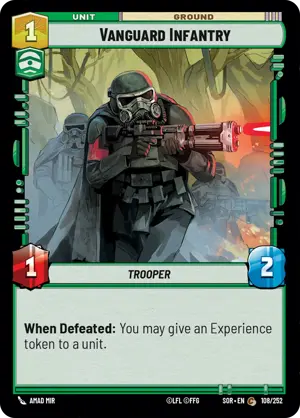 UNIT GROUND
1 VANGUARD INFANTRY
1 TROOPER 2
When Defeated: You may give an Experience
token to a unit.
AMAD MIR ©LFL ©FFG SOR • EN C 108/252